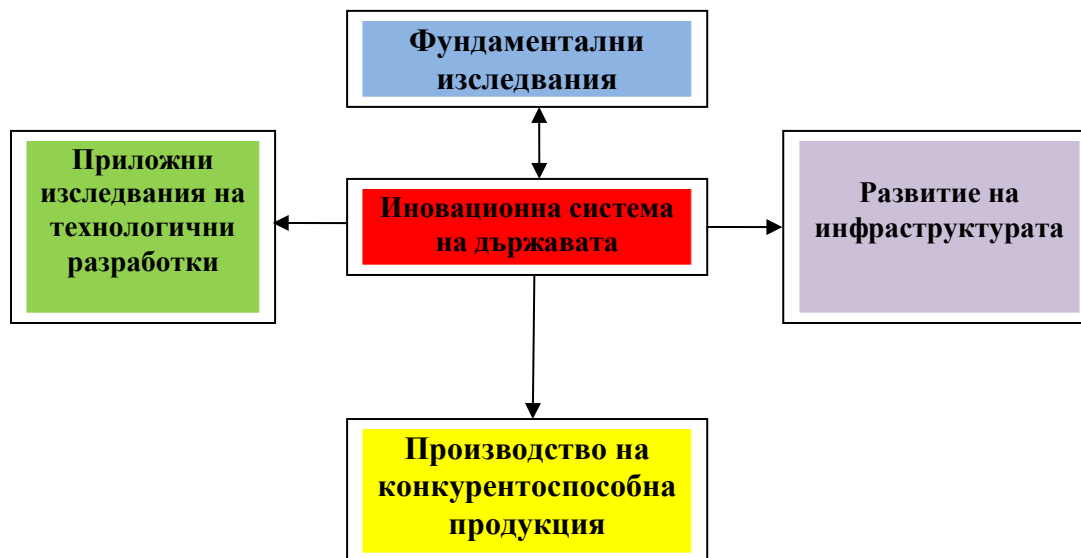 Фундаментални
изследвания
Приложни
изследвания на
технологични
разработки
Иновационна система
на държавата
Развитие на
инфраструктурата
Производство на
конкурентоспособна
продукция